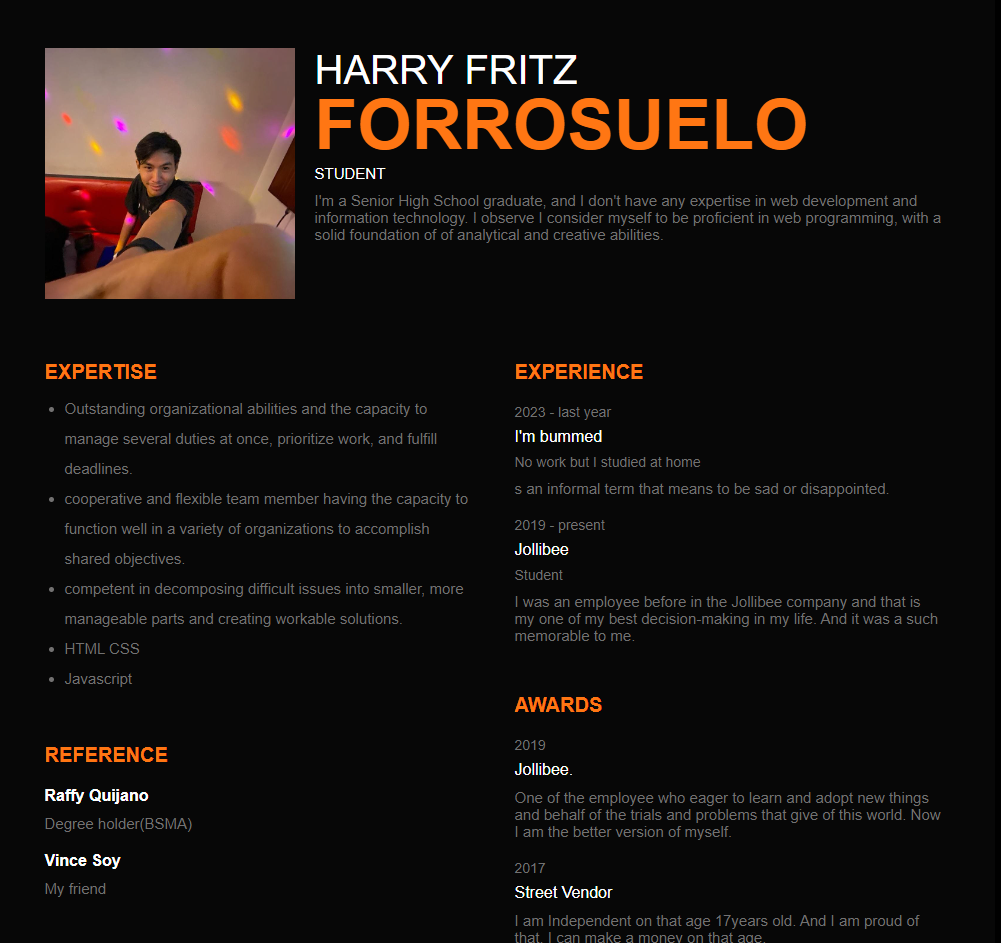 HARRY FRITZ
FORROSUELO
STUDENT
I'm a Senior High School graduate, and I don't have any expertise in web development and
information technology. I observe I consider myself to be proficient in web programming, with a
solid foundation of of analytical and creative abilities.
EXPERTISE
• Outstanding organizational abilities and the capacity to
manage several duties at once, prioritize work, and fulfill
deadlines.
• cooperative and flexible team member having the capacity to
function well in a variety of organizations to accomplish
shared objectives.
• competent in decomposing difficult issues into smaller, more
manageable parts and creating workable solutions.
• HTML CSS
• Javascript
REFERENCE
Raffy Quijano
Degree holder(BSMA)
Vince Soy
My friend
EXPERIENCE
2023 - last year
I'm bummed
No work but I studied at home
s an informal term that means to be sad or disappointed.
2019 - present
Jollibee
Student
I was an employee before in the Jollibee company and that is
my one of my best decision-making in my life. And it was a such
memorable to me.
AWARDS
2019
Jollibee.
One of the employee who eager to learn and adopt new things
and behalf of the trials and problems that give of this world. Now
I am the better version of myself.
2017
Street Vendor
I am Independent on that age 17years old. And I am proud of
that. I can make a money on that age.